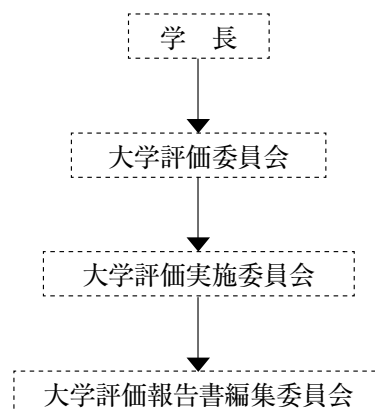 学　長
大学評価委員会
大学評価実施委員会
大学評価報告書編集委員会